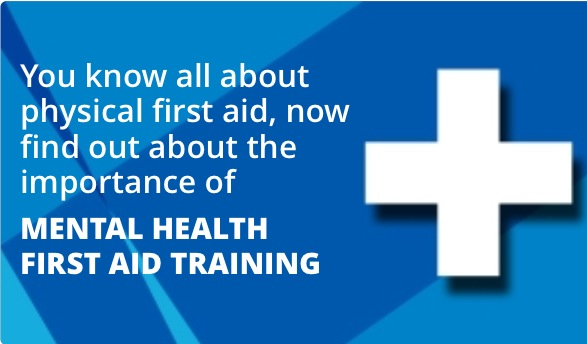 You know all about
physical first aid, now
find out about the
importance of
MENTAL HEALTH
FIRST AID TRAINING